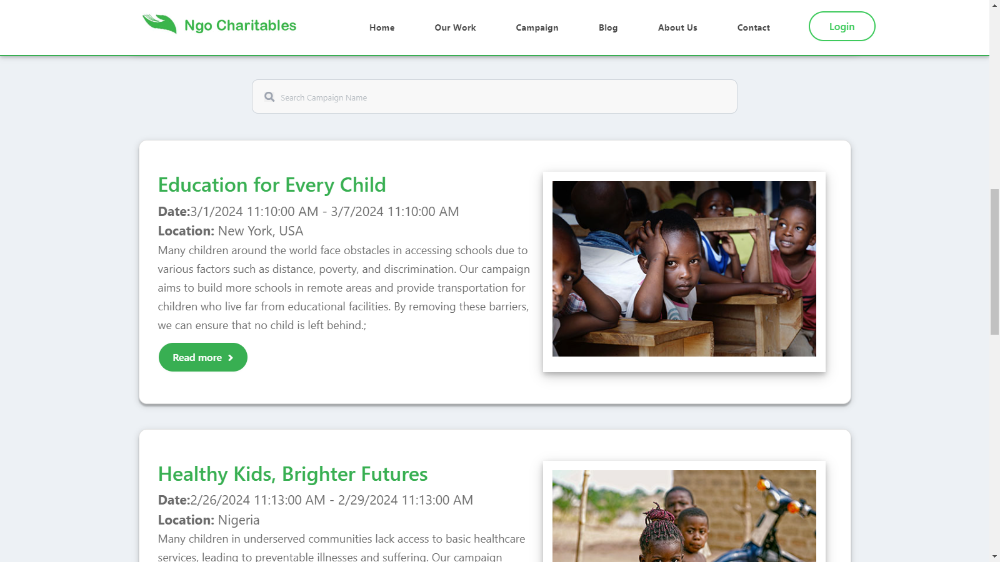 Ngo Charitables
Home
Our Work
Campaign
Blog
About Us
Contact
Login
Search Campaign Name
Education for Every Child
Date:3/1/2024 11:10:00 AM - 3/7/2024 11:10:00 AM
Location: New York, USA
Many children around the world face obstacles in accessing schools due to
various factors such as distance, poverty, and discrimination. Our campaign
aims to build more schools in remote areas and provide transportation for
children who live far from educational facilities. By removing these barriers,
we can ensure that no child is left behind.;
Read more
Healthy Kids, Brighter Futures
Date:2/26/2024 11:13:00 AM - 2/29/2024 11:13:00 AM
Location: Nigeria
Many children in underserved communities lack access to basic healthcare
services, leading to preventable illnesses and suffering. Our campaign